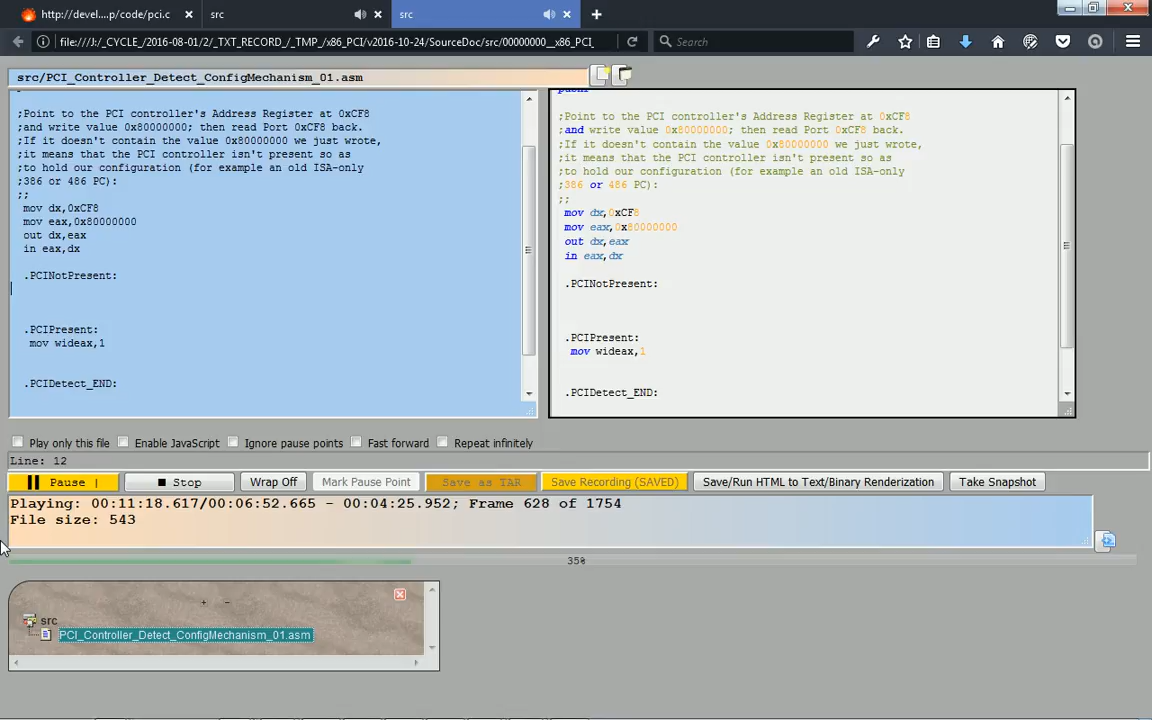 http://devel....p/code/pci.c
src
src
file:///J:/_CYCLE_/2016-08-01/2/_TXT_RECORD_/_TMP_/x86_PCI/v2016-10-24/SourceDoc/src/00000000__x86_PCI_
Search
src/PCI_Controller_Detect_ConfigMechanism_01.asm
;Point to the PCI controller's Address Register at 0xCF8
;and write value 0x80000000; then read Port 0xCF8 back.
;If it doesn't contain the value 0x80000000 we just wrote,
;it means that the PCI controller isn't present so as
;to hold our configuration (for example an old ISA-only
;386 or 486 PC):
;;
mov dx,0xCF8
mov eax,0x80000000
out dx,eax
in eax,dx
.PCINotPresent:
.PCIPresent:
mov wideax,1
.PCIDetect_END:
;Point to the PCI controller's Address Register at 0xCF8
;and write value 0x80000000; then read Port 0xCF8 back.
;If it doesn't contain the value 0x80000000 we just wrote,
;it means that the PCI controller isn't present so as
;to hold our configuration (for example an old ISA-only
;386 or 486 PC):
;;
mov dx,0xCF8
mov eax,0x80000000
out dx,eax
in eax,dx
.PCINotPresent:
.PCIPresent:
mov wideax,1
.PCIDetect_END:
Play only this file Enable JavaScript Ignore pause points Fast forward Repeat infinitely
Line: 12
Pause | Stop Wrap Off Mark Pause Point Save as TAR Save Recording (SAVED) Save/Run HTML to Text/Binary Renderization Take Snapshot
Playing: 00:11:18.617/00:06:52.665 - 00:04:25.952; Frame 628 of 1754
File size: 543
35%
+ -
src
PCI_Controller_Detect_ConfigMechanism_01.asm